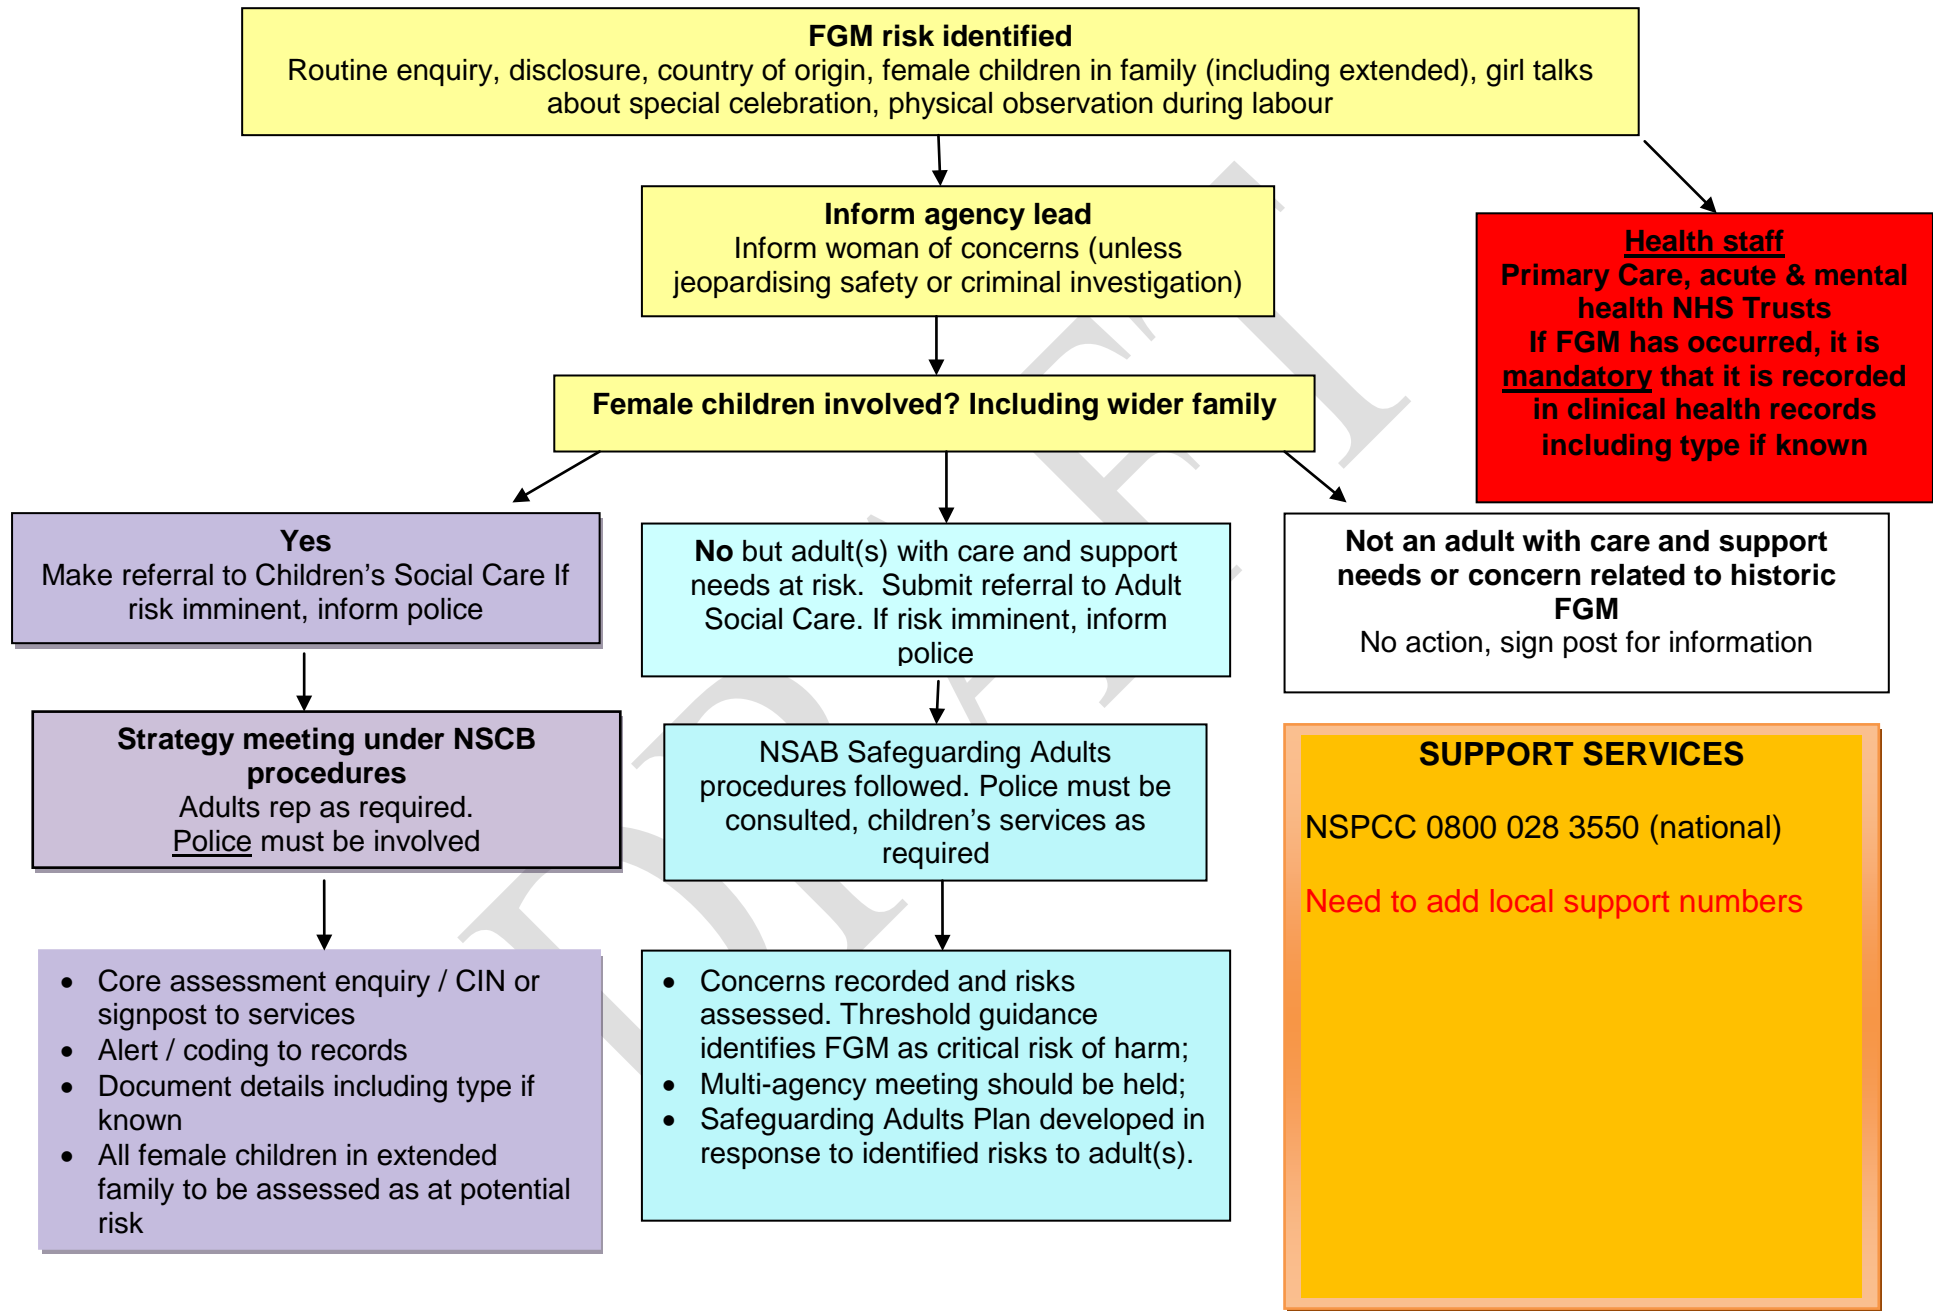 FGM risk identified
Routine enquiry, disclosure, country of origin, female children in family (including extended), girl talks
about special celebration, physical observation during labour
Inform agency lead
Inform woman of concerns (unless
jeopardising safety or criminal investigation)
Health staff
Primary Care, acute & mental
health NHS Trusts
If FGM has occurred, it is
mandatory that it is recorded
in clinical health records
including type if known
Female children involved? Including wider family
Yes
Make referral to Children’s Social Care If
risk imminent, inform police
No but adult(s) with care and support
needs at risk.  Submit referral to Adult
Social Care. If risk imminent, inform
police
Not an adult with care and support
needs or concern related to historic
FGM
No action, sign post for information
Strategy meeting under NSCB
procedures
Adults rep as required.
Police must be involved
NSAB Safeguarding Adults
procedures followed. Police must be
consulted, children’s services as
required
SUPPORT SERVICES
NSPCC 0800 028 3550 (national)
Need to add local support numbers
• Core assessment enquiry / CIN or
signpost to services
• Alert / coding to records
• Document details including type if
known
• All female children in extended
family to be assessed as at potential
risk
• Concerns recorded and risks
assessed. Threshold guidance
identifies FGM as critical risk of harm;
• Multi-agency meeting should be held;
• Safeguarding Adults Plan developed in
response to identified risks to adult(s).
DRAFT